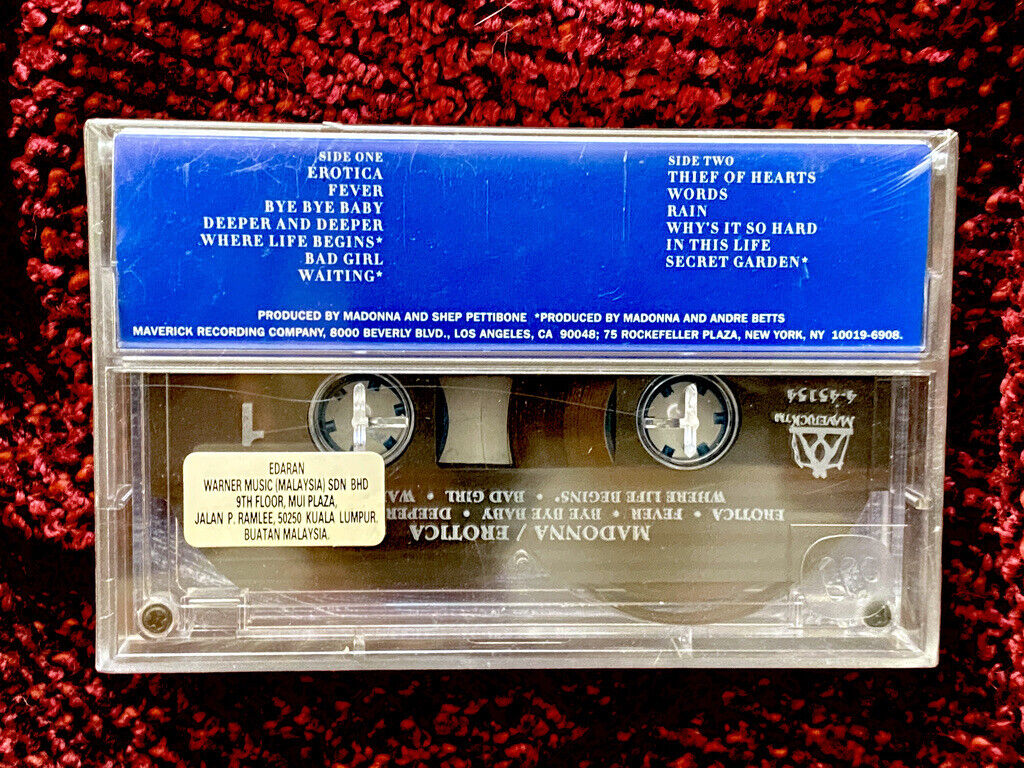 SIDE ONE
EROTICA
FEVER
BYE BYE BABY
DEEPER AND DEEPER
WHERE LIFE BEGINS*
BAD GIRL
WAITING*
SIDE TWO
THIEF OF HEARTS
WORDS
RAIN
WHY'S IT SO HARD
IN THIS LIFE
SECRET GARDEN*
PRODUCED BY MADONNA AND SHEP PETTIBONE *PRODUCED BY MADONNA AND ANDRE BETTS
MAVERICK RECORDING COMPANY, 8000 BEVERLY BLVD., LOS ANGELES, CA 90048; 75 ROCKEFELLER PLAZA, NEW YORK, NY 10019-6908.
1
4-45154
MAVERICK™
EDARAN
WARNER MUSIC (MALAYSIA) SDN BHD
9TH FLOOR, MUI PLAZA,
JALAN P. RAMLEE, 50250 KUALA LUMPUR.
BUATAN MALAYSIA.
MADONNA / EROTICA
EROTICA • FEVER • BYE BYE BABY • DEEPER
WHERE LIFE BEGINS* • BAD GIRL • WA